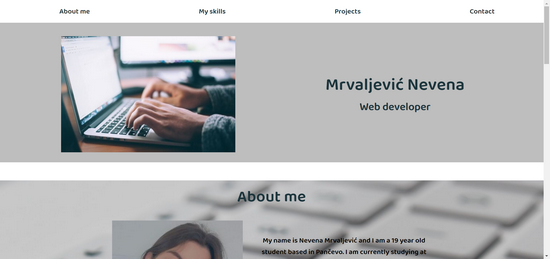 About me
My skills
Projects
Contact
Mrvaljević Nevena
Web developer
About me
My name is Nevena Mrvaljević and I am a 19 year old
student based in Pancevo. I am currently studying at